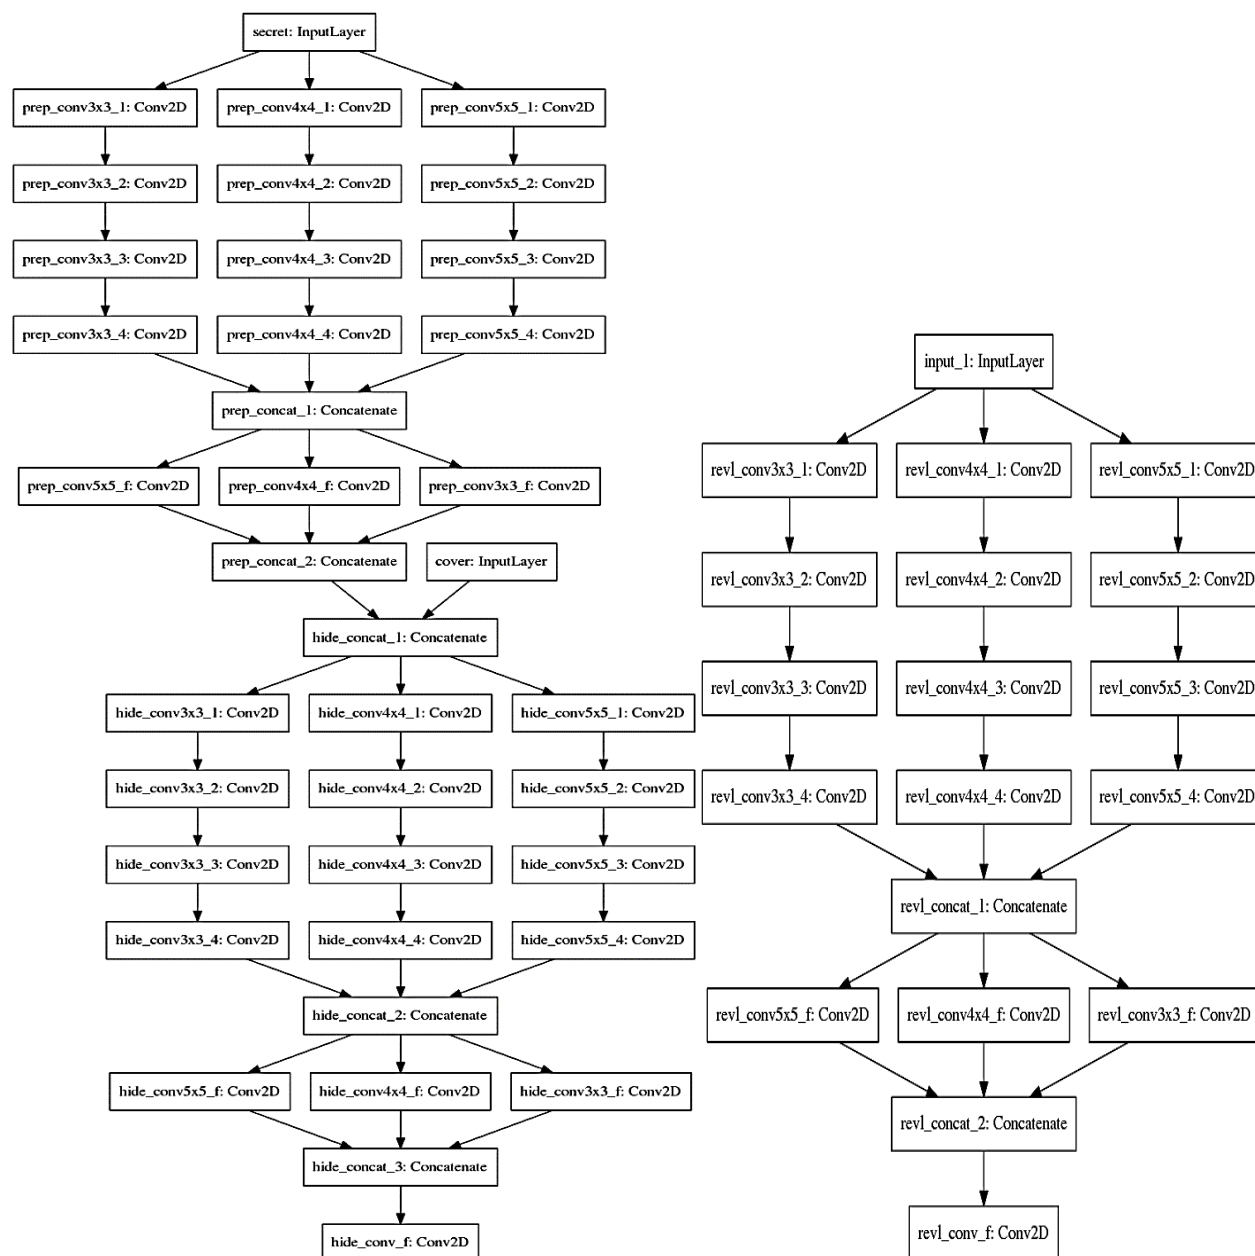 secret: InputLayer
prep_conv3x3_1: Conv2D
prep_conv4x4_1: Conv2D
prep_conv5x5_1: Conv2D
prep_conv3x3_2: Conv2D
prep_conv4x4_2: Conv2D
prep_conv5x5_2: Conv2D
prep_conv3x3_3: Conv2D
prep_conv4x4_3: Conv2D
prep_conv5x5_3: Conv2D
prep_conv3x3_4: Conv2D
prep_conv4x4_4: Conv2D
prep_conv5x5_4: Conv2D
prep_concat_1: Concatenate
prep_conv5x5_f: Conv2D
prep_conv4x4_f: Conv2D
prep_conv3x3_f: Conv2D
prep_concat_2: Concatenate
cover: InputLayer
hide_concat_1: Concatenate
hide_conv3x3_1: Conv2D
hide_conv4x4_1: Conv2D
hide_conv5x5_1: Conv2D
hide_conv3x3_2: Conv2D
hide_conv4x4_2: Conv2D
hide_conv5x5_2: Conv2D
hide_conv3x3_3: Conv2D
hide_conv4x4_3: Conv2D
hide_conv5x5_3: Conv2D
hide_conv3x3_4: Conv2D
hide_conv4x4_4: Conv2D
hide_conv5x5_4: Conv2D
hide_concat_2: Concatenate
hide_conv5x5_f: Conv2D
hide_conv4x4_f: Conv2D
hide_conv3x3_f: Conv2D
hide_concat_3: Concatenate
hide_conv_f: Conv2D
input_1: InputLayer
revl_conv3x3_1: Conv2D
revl_conv4x4_1: Conv2D
revl_conv5x5_1: Conv2D
revl_conv3x3_2: Conv2D
revl_conv4x4_2: Conv2D
revl_conv5x5_2: Conv2D
revl_conv3x3_3: Conv2D
revl_conv4x4_3: Conv2D
revl_conv5x5_3: Conv2D
revl_conv3x3_4: Conv2D
revl_conv4x4_4: Conv2D
revl_conv5x5_4: Conv2D
revl_concat_1: Concatenate
revl_conv5x5_f: Conv2D
revl_conv4x4_f: Conv2D
revl_conv3x3_f: Conv2D
revl_concat_2: Concatenate
revl_conv_f: Conv2D